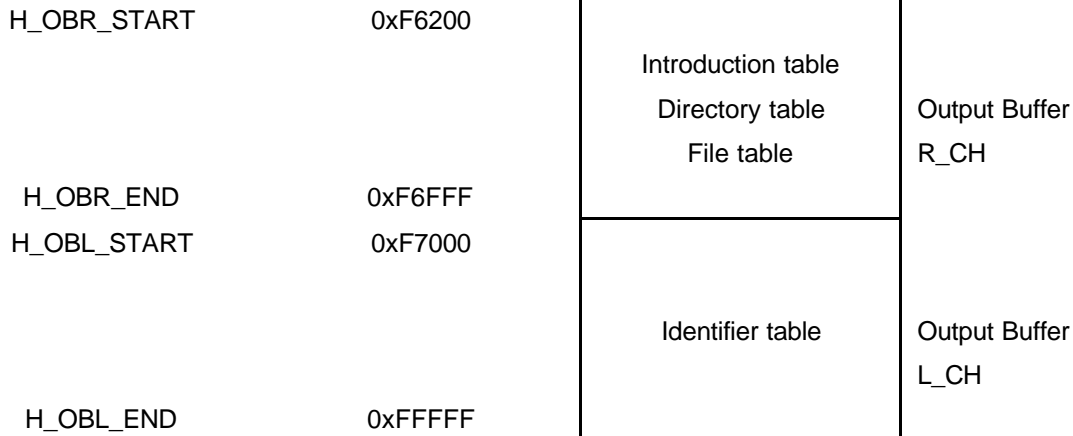 H_OBR_START 0xF6200
Introduction table
Directory table Output Buffer
File table R_CH
H_OBR_END 0xF6FFF
H_OBL_START 0xF7000
Identifier table Output Buffer
L_CH
H_OBL_END 0xFFFFF